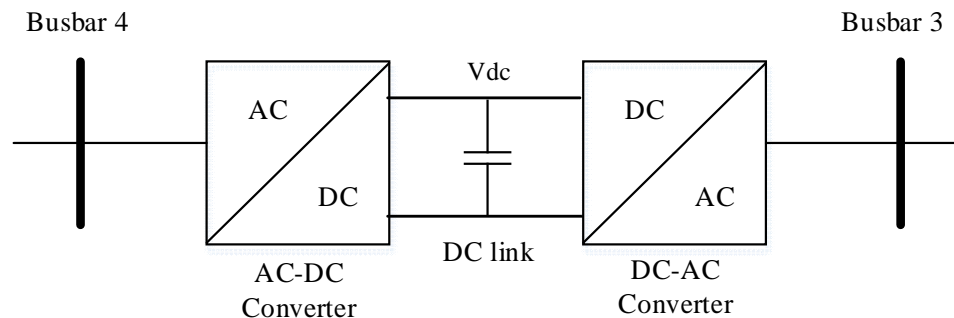 Busbar 4
Busbar 3
Vdc
AC
DC
DC
AC
DC link
AC-DC
Converter
DC-AC
Converter